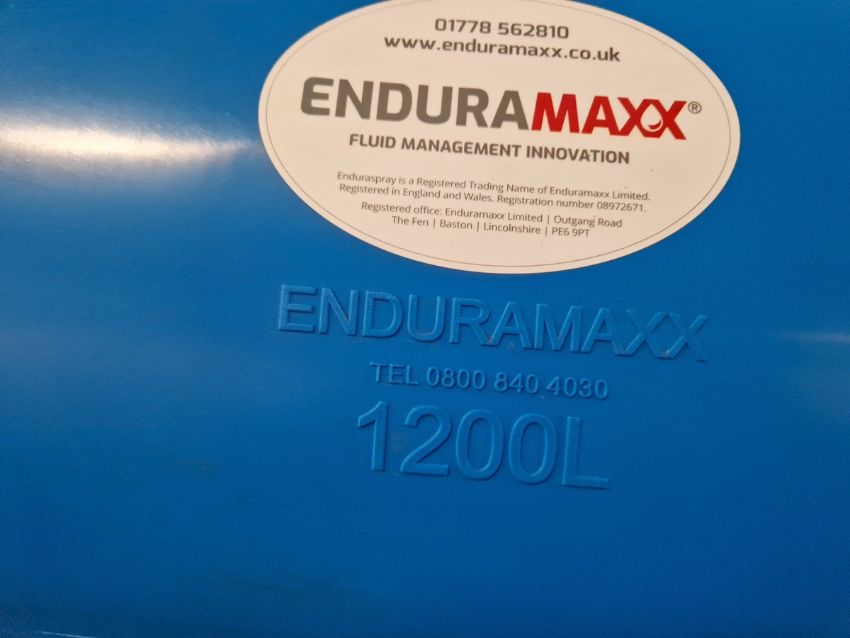 01778 562810
www.enduramaxx.co.uk
ENDURAMAXX®
FLUID MANAGEMENT INNOVATION
Enduraspray is a Registered Trading Name of Enduramaxx Limited.
Registered in England and Wales. Registration number 08972671.
Registered office: Enduramaxx Limited | Outgang Road
The Fen | Baston | Lincolnshire | PE6 9PT
ENDURAMAXX
TEL 0800 840 4030
1200L